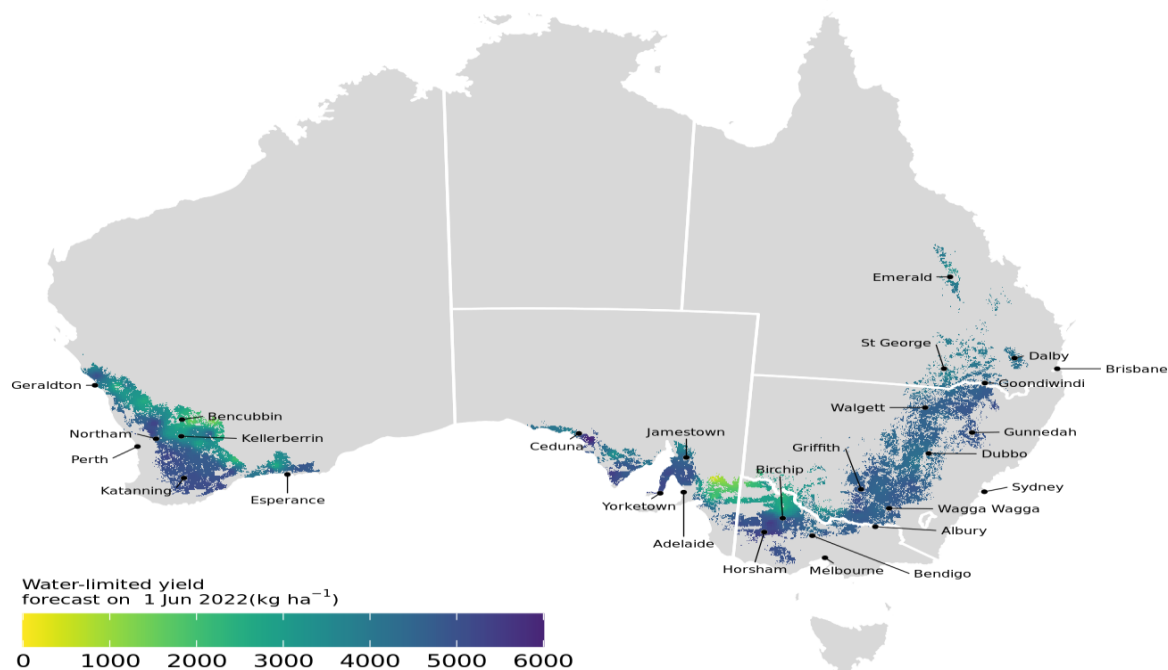 Emerald
St George
Dalby
Brisbane
Geraldton
Goondiwindi
Bencubbin
Walgett
Northam
Kellerberrin
Ceduna
Jamestown
Gunnedah
Perth
Griffith
Dubbo
Birchip
Katanning
Sydney
Esperance
Yorketown
Wagga Wagga
Albury
Adelaide
Horsham
Melbourne
Bendigo
Water-limited yield
forecast on 1 Jun 2022(kg ha⁻¹)
0 1000 2000 3000 4000 5000 6000